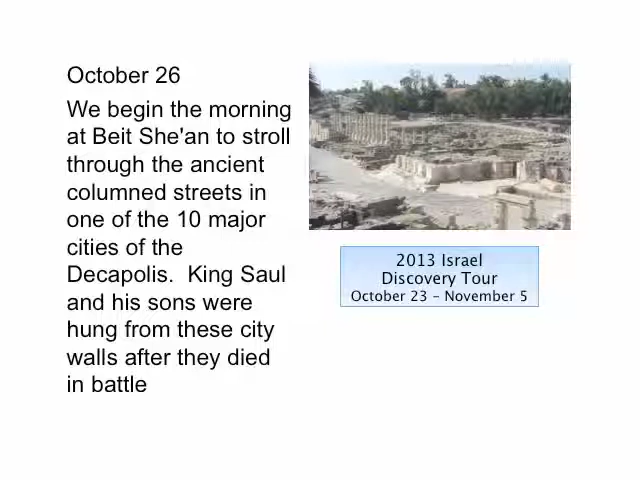 October 26
We begin the morning
at Beit She'an to stroll
through the ancient
columned streets in
one of the 10 major
cities of the
Decapolis.  King Saul
and his sons were
hung from these city
walls after they died
in battle
2013 Israel
Discovery Tour
October 23 – November 5